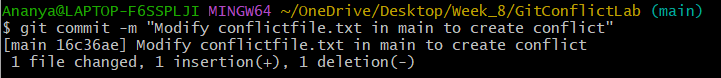 Ananya@LAPTOP-F6SSPLJI MINGW64 ~/OneDrive/Desktop/Week_8/GitConflictLab (main)
$ git commit -m "Modify conflictfile.txt in main to create conflict"
[main 16c36ae] Modify conflictfile.txt in main to create conflict
 1 file changed, 1 insertion(+), 1 deletion(-)